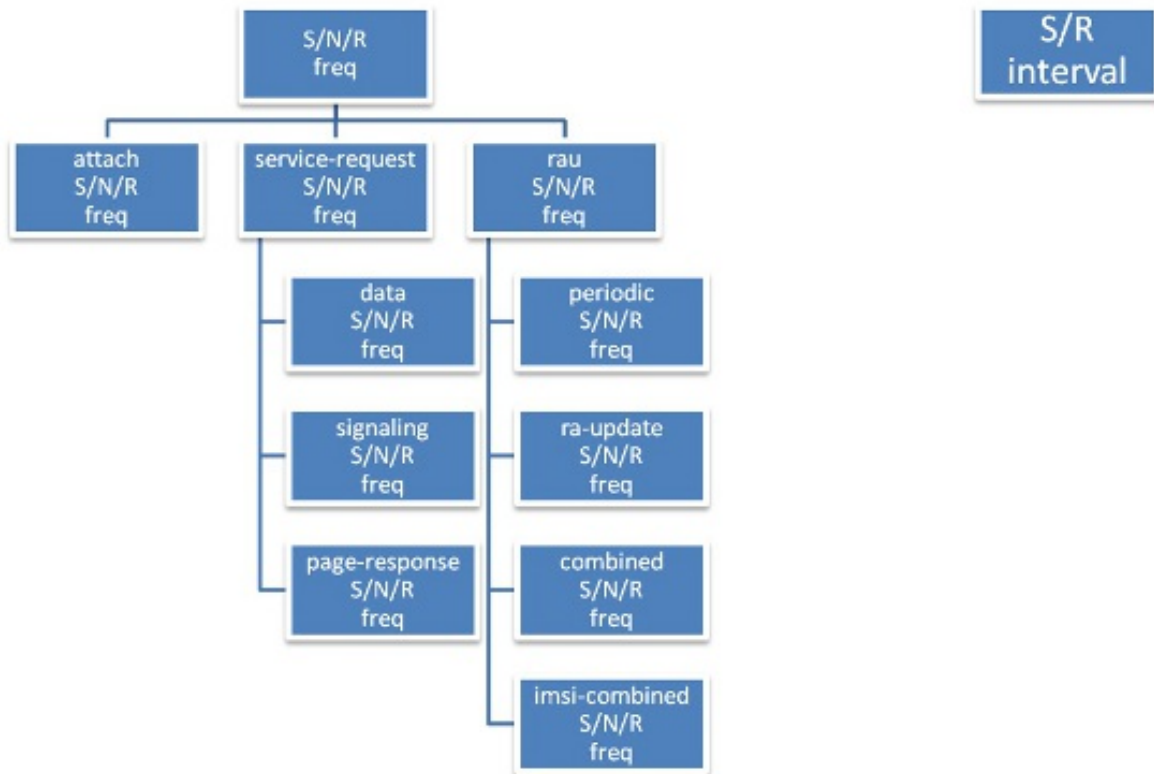 S/N/R
freq
S/R
interval
attach
S/N/R
freq
service-request
S/N/R
freq
rau
S/N/R
freq
data
S/N/R
freq
periodic
S/N/R
freq
signaling
S/N/R
freq
ra-update
S/N/R
freq
page-response
S/N/R
freq
combined
S/N/R
freq
imsi-combined
S/N/R
freq